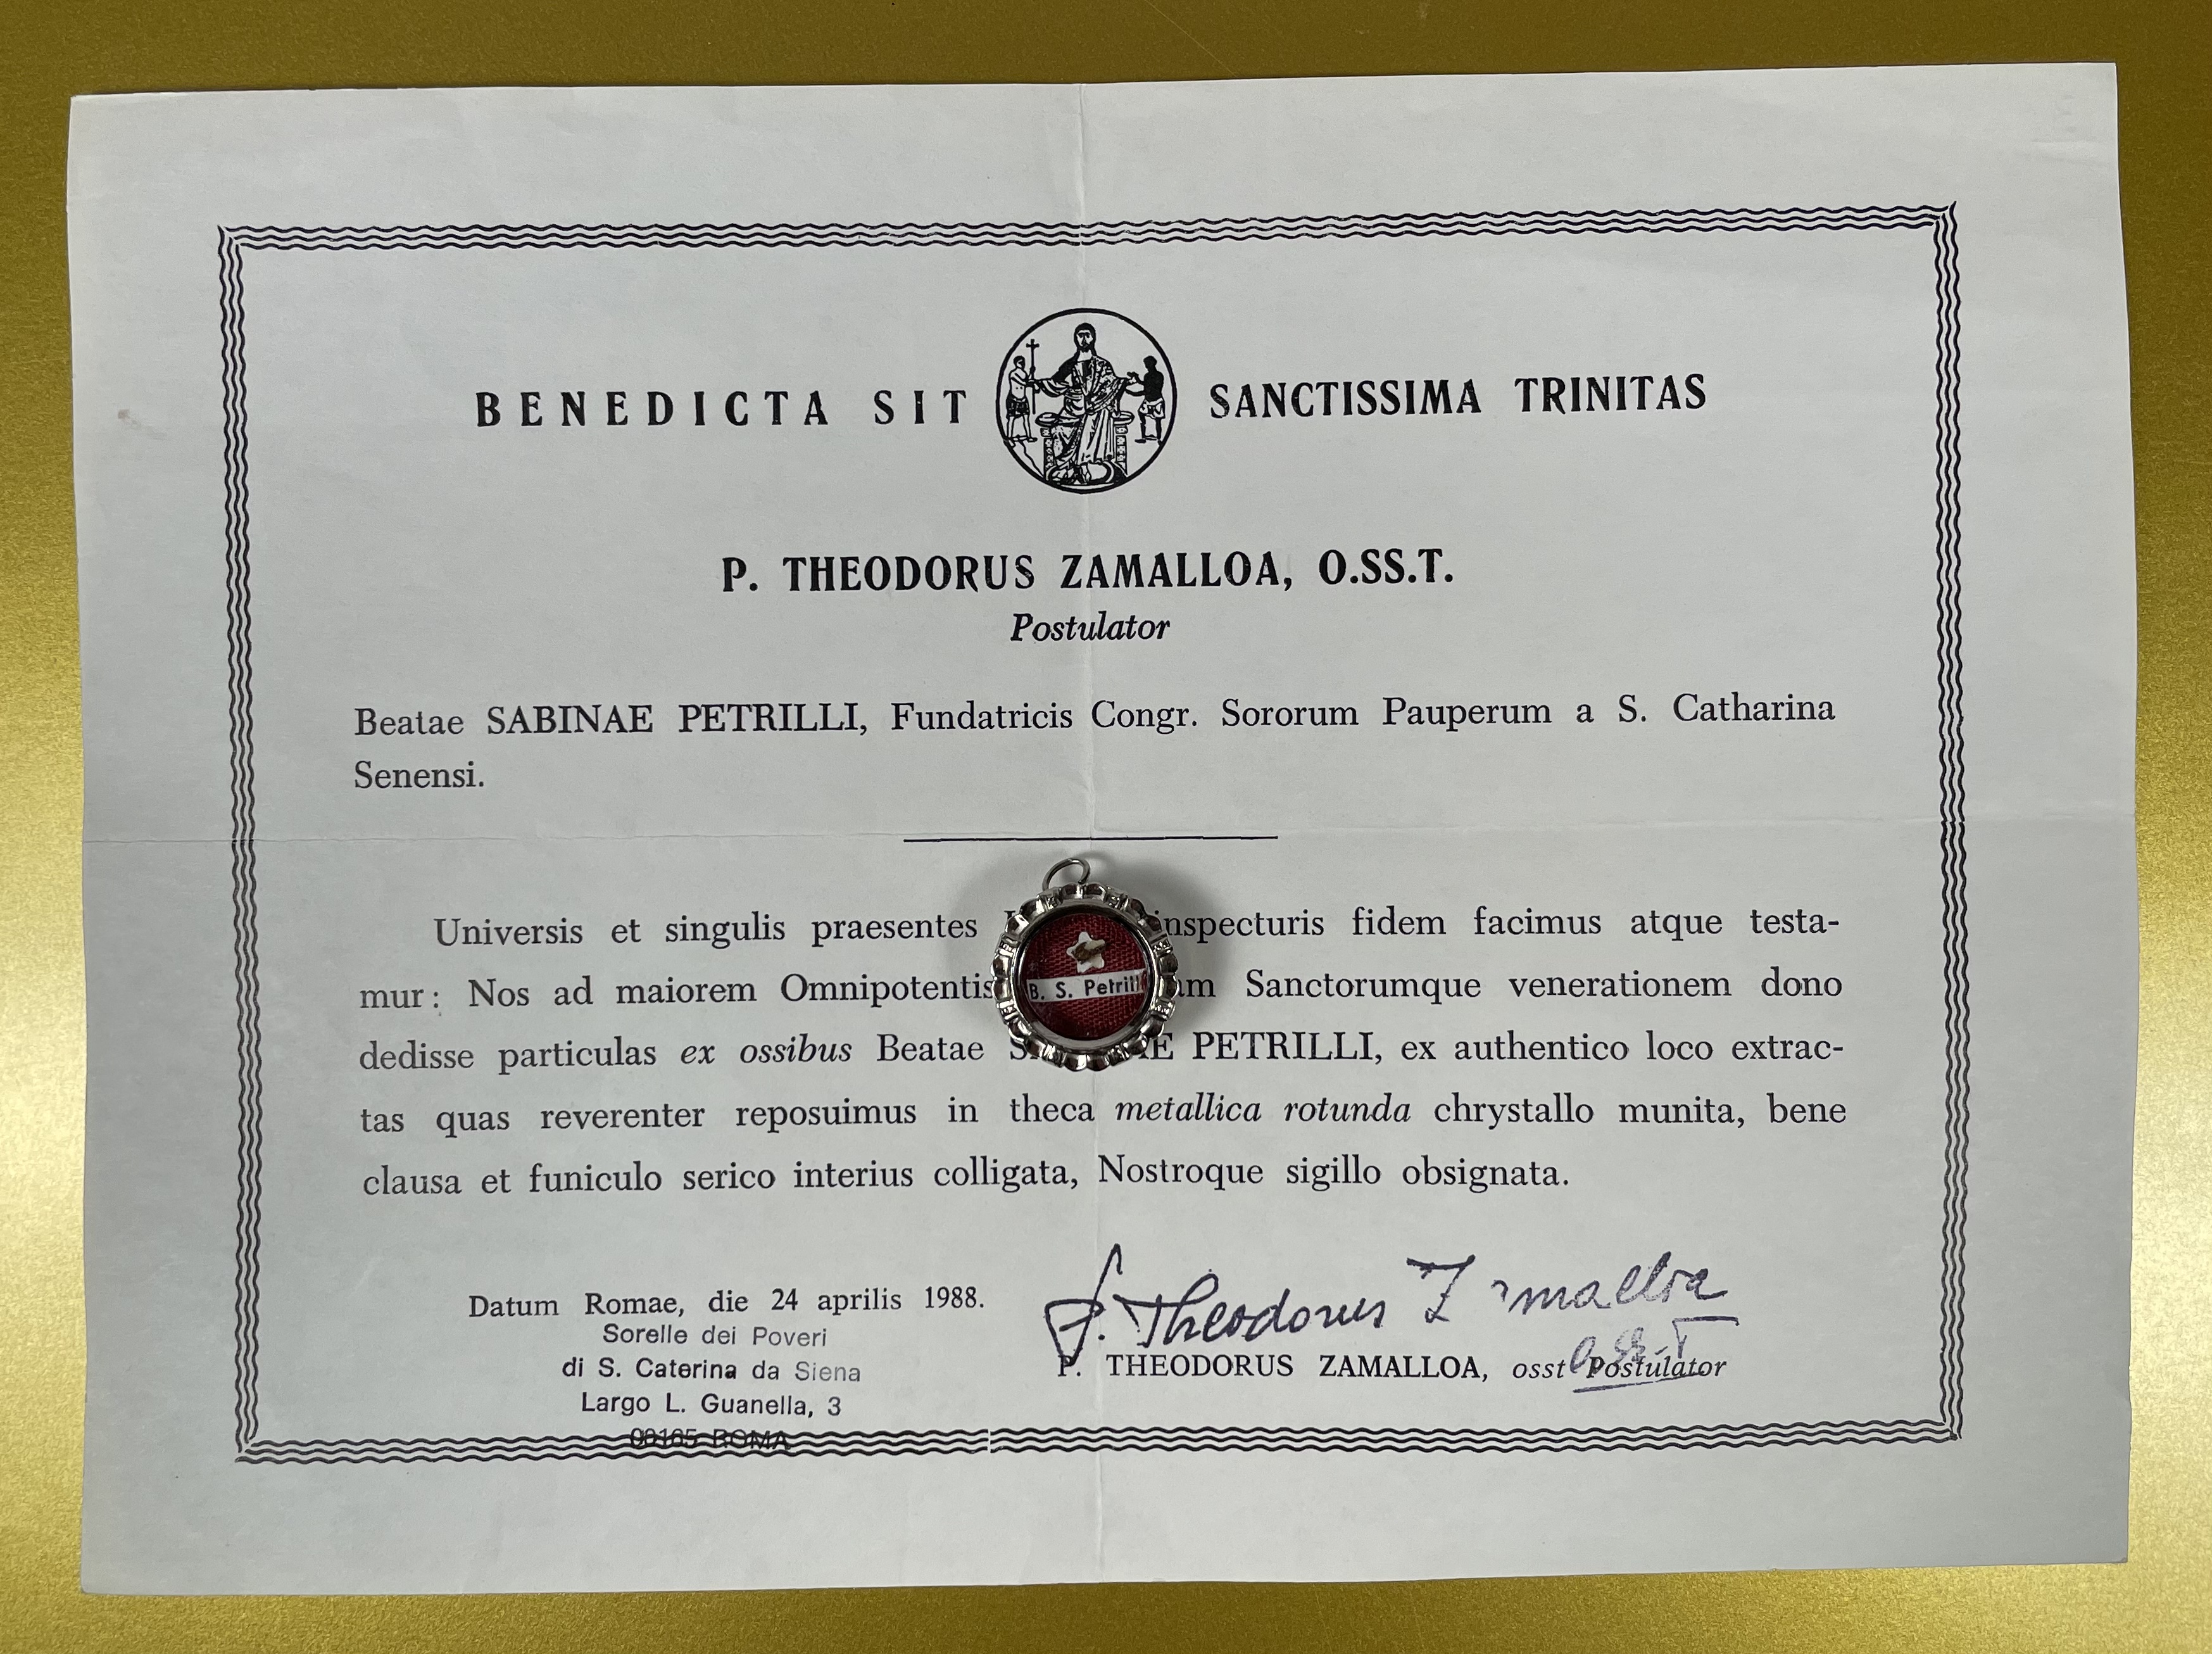 BENEDICTA SIT SANCTISSIMA TRINITAS
P. THEODORUS ZAMALLOA, O.SS.T.
Postulator
Beatae SABINAE PETRILLI, Fundatricis Congr. Sororum Pauperum a S. Catharina
Senensi.
Universis et singulis praesentes inspecturis fidem facimus atque testa-
mur: Nos ad maiorem Omnipotentis Sanctorumque venerationem dono
B. S. Petrilli
dedisse particulas ex ossibus Beatae PETRILLI, ex authentico loco extrac-
tas quas reverenter reposuimus in theca metallica rotunda chrystallo munita, bene
clausa et funiculo serico interius colligata, Nostroque sigillo obsignata.
Datum Romae, die 24 aprilis 1988.
Sorelle dei Poveri
di S. Caterina da Siena
Largo L. Guanella, 3
00165 ROMA
P. Theodorus Zamalloa
P. THEODORUS ZAMALLOA, osst Postulator